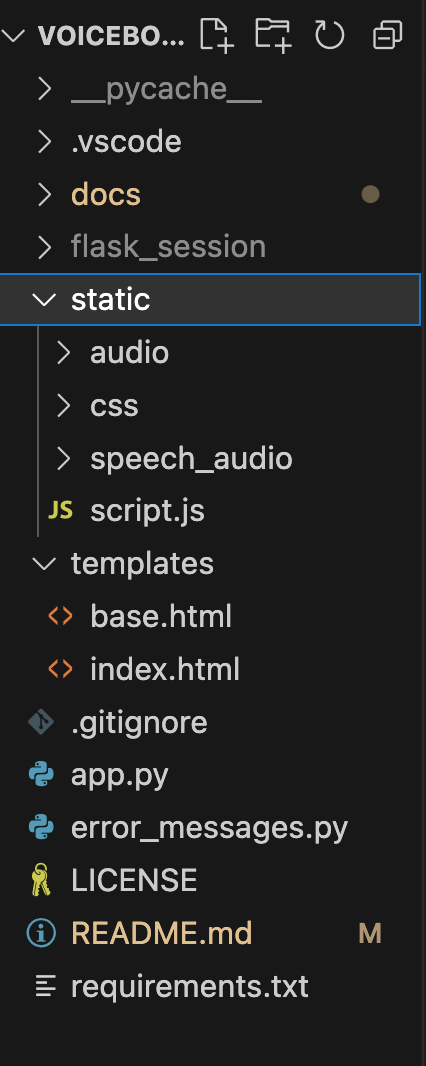 VOICEBO...
__pycache__
.vscode
docs
flask_session
static
audio
css
speech_audio
JS script.js
templates
<> base.html
<> index.html
.gitignore
app.py
error_messages.py
LICENSE
README.md M
requirements.txt